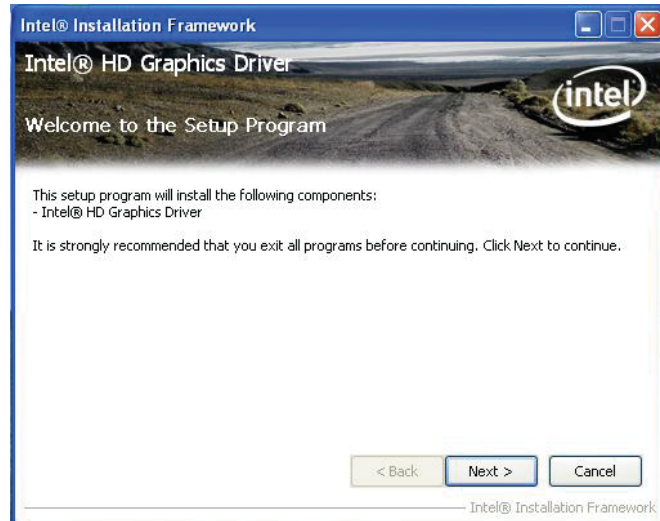 Intel® Installation Framework
Intel® HD Graphics Driver
intel
Welcome to the Setup Program
This setup program will install the following components:
- Intel® HD Graphics Driver
It is strongly recommended that you exit all programs before continuing. Click Next to continue.
< Back
Next >
Cancel
Intel® Installation Framework